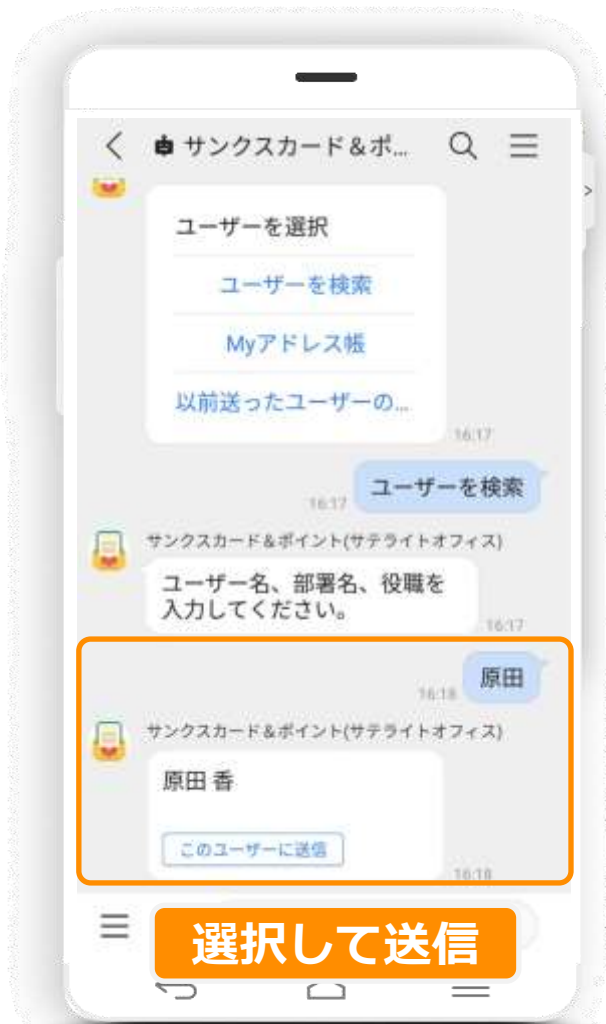 サンクスカード＆ポ...
ユーザーを選択
ユーザーを検索
Myアドレス帳
以前送ったユーザーの...
16:17
ユーザーを検索
16:17
サンクスカード＆ポイント(サテライトオフィス)
ユーザー名、部署名、役職を
入力してください。
16:17
原田
16:18
サンクスカード＆ポイント(サテライトオフィス)
原田 香
このユーザーに送信
16:18
選択して送信